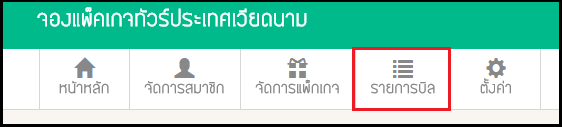 จองแพ็คเกจทัวร์ประเทศเวียดนาม
หน้าหลัก จัดการสมาชิก จัดการแพ็กเกจ รายการบิล ตั้งค่า